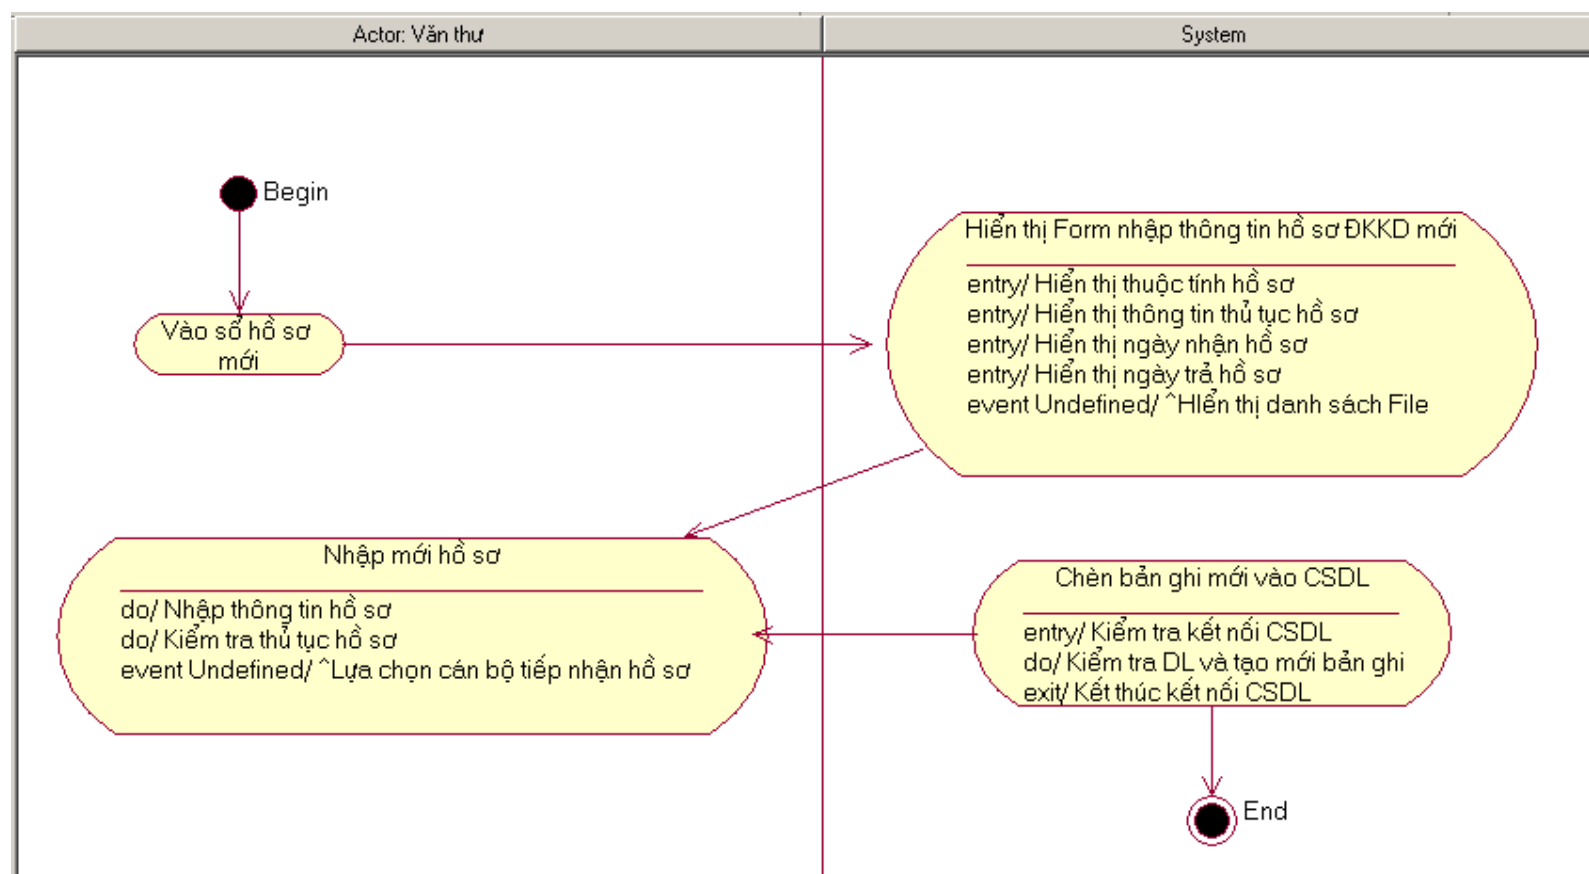 Actor: Văn thư
System
Begin
Vào sổ hồ sơ
mới
Hiển thị Form nhập thông tin hồ sơ ĐKKD mới
entry/ Hiển thị thuộc tính hồ sơ
entry/ Hiển thị thông tin thủ tục hồ sơ
entry/ Hiển thị ngày nhận hồ sơ
entry/ Hiển thị ngày trả hồ sơ
event Undefined/ ^HIển thị danh sách File
Nhập mới hồ sơ
do/ Nhập thông tin hồ sơ
do/ Kiểm tra thủ tục hồ sơ
event Undefined/ ^Lựa chọn cán bộ tiếp nhận hồ sơ
Chèn bản ghi mới vào CSDL
entry/ Kiểm tra kết nối CSDL
do/ Kiểm tra DL và tạo mới bản ghi
exit/ Kết thúc kết nối CSDL
End